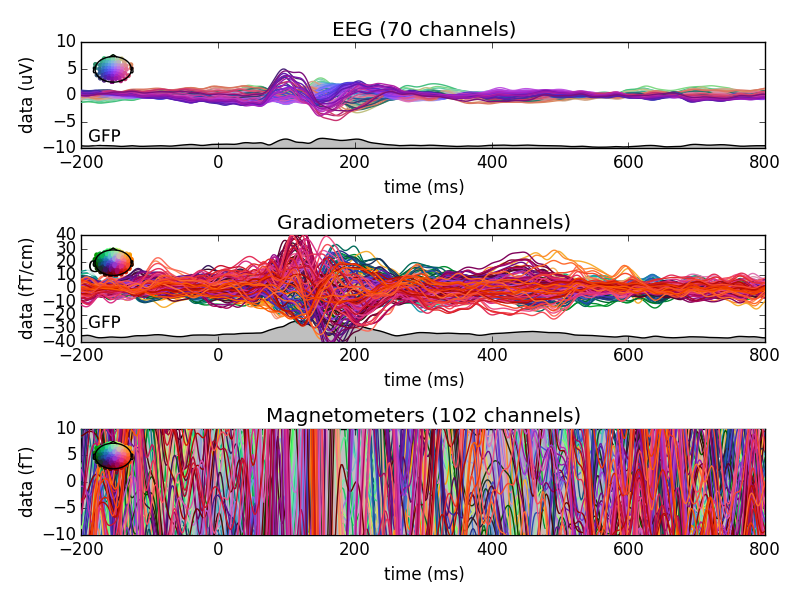 EEG (70 channels)
10
5
0
−5
−10
data (uV)
GFP
−200 0 200 400 600 800
time (ms)
Gradiometers (204 channels)
40
30
20
10
0
−10
−20
−30
−40
data (fT/cm)
GFP
−200 0 200 400 600 800
time (ms)
Magnetometers (102 channels)
10
5
0
−5
−10
data (fT)
−200 0 200 400 600 800
time (ms)